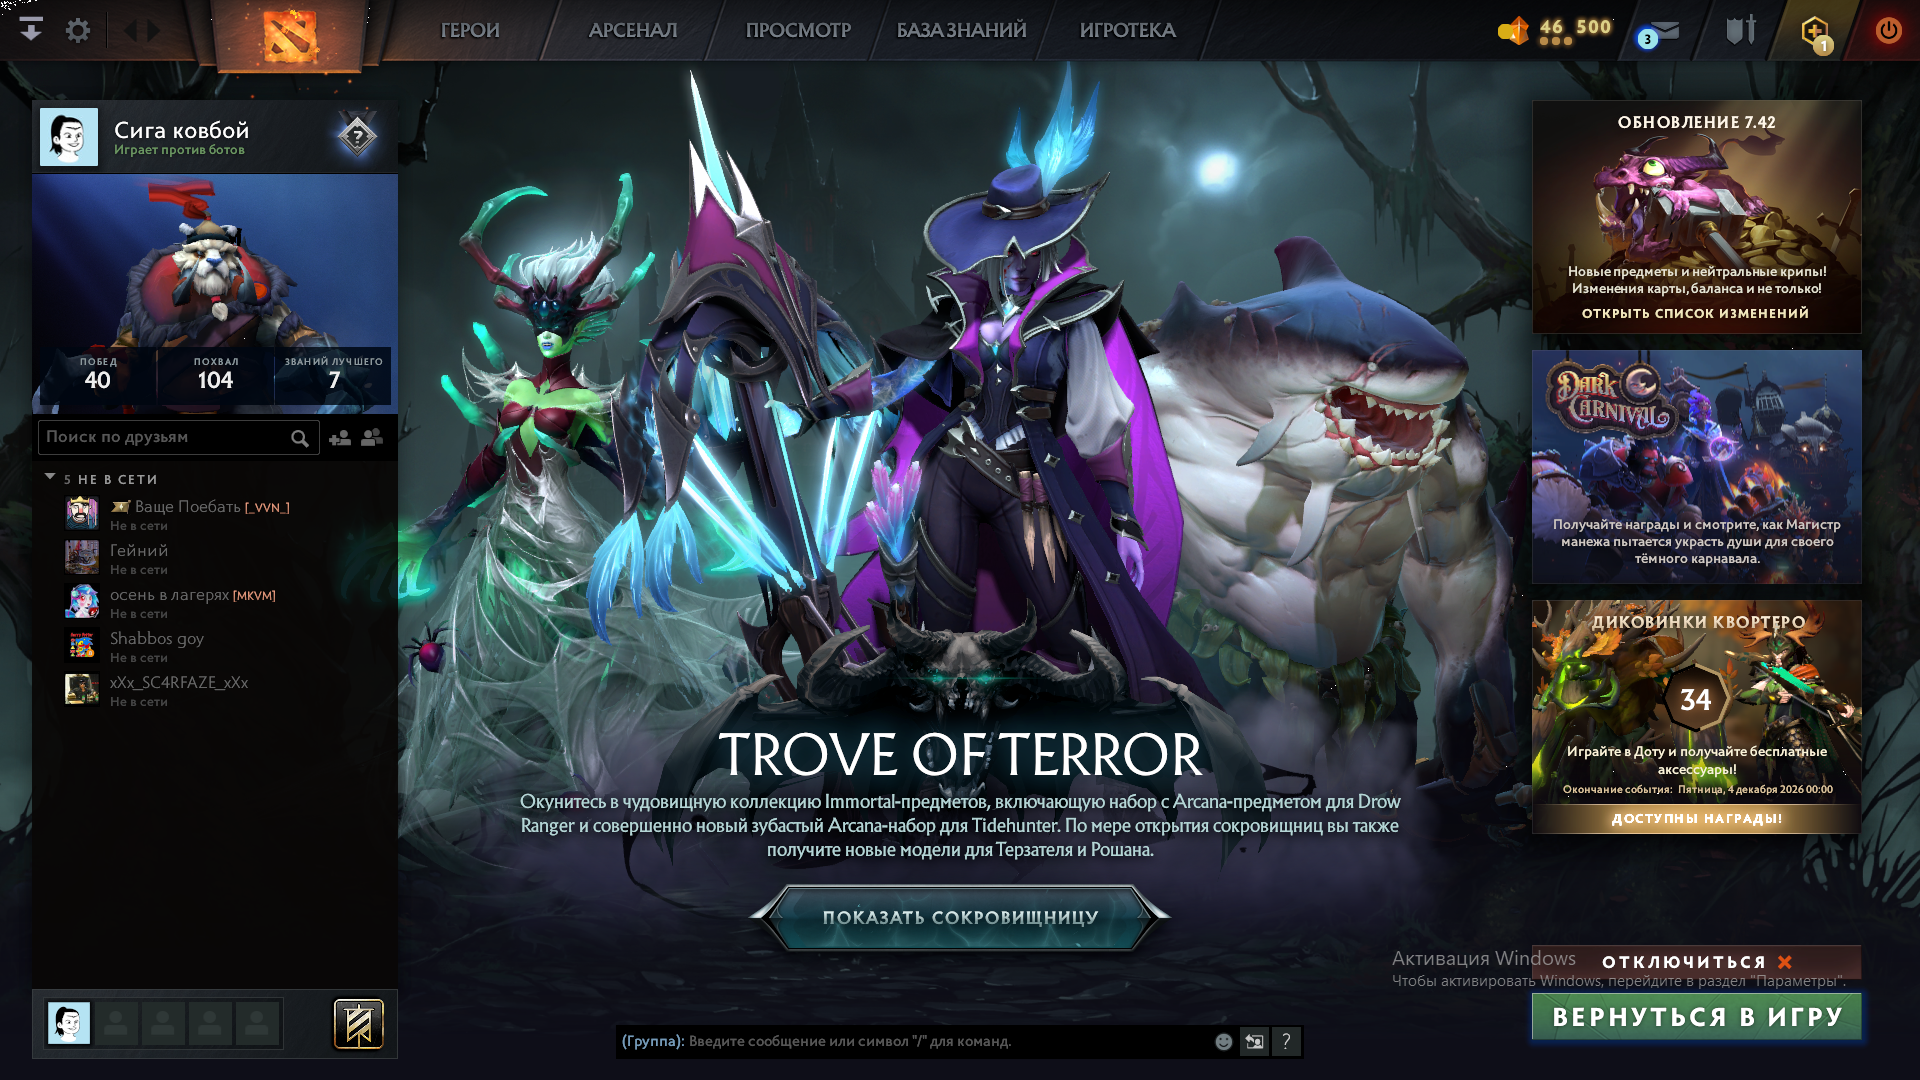 ГЕРОИ
АРСЕНАЛ
ПРОСМОТР
БАЗА ЗНАНИЙ
ИГРОТЕКА
46 500
3
1
Сига ковбой
Играет против ботов
?
ПОБЕД
40
ПОХВАЛ
104
ЗВАНИЙ ЛУЧШЕГО
7
Поиск по друзьям
5 НЕ В СЕТИ
Ваще Поебать [_VVN_]
Не в сети
Гейний
Не в сети
осень в лагерях [MKVM]
Не в сети
Shabbos goy
Не в сети
xXx_SC4RFAZE_xXx
Не в сети
TROVE OF TERROR
Окунитесь в чудовищную коллекцию Immortal-предметов, включающую набор с Arcana-предметом для Drow
Ranger и совершенно новый зубастый Arcana-набор для Tidehunter. По мере открытия сокровищниц вы также
получите новые модели для Терзателя и Рошана.
ПОКАЗАТЬ СОКРОВИЩНИЦУ
(Группа): Введите сообщение или символ "/" для команд.
?
ОБНОВЛЕНИЕ 7.42
Новые предметы и нейтральные крипы!
Изменения карты, баланса и не только!
ОТКРЫТЬ СПИСОК ИЗМЕНЕНИЙ
DARK
CARNIVAL
Получайте награды и смотрите, как Магистр
манежа пытается украсть души для своего
тёмного карнавала.
ДИКОВИНКИ КВОРТЕРО
34
Играйте в Доту и получайте бесплатные
аксессуары!
Окончание события: Пятница, 4 декабря 2026 00:00
ДОСТУПНЫ НАГРАДЫ!
Активация Windows
Чтобы активировать Windows, перейдите в раздел "Параметры".
ОТКЛЮЧИТЬСЯ
ВЕРНУТЬСЯ В ИГРУ